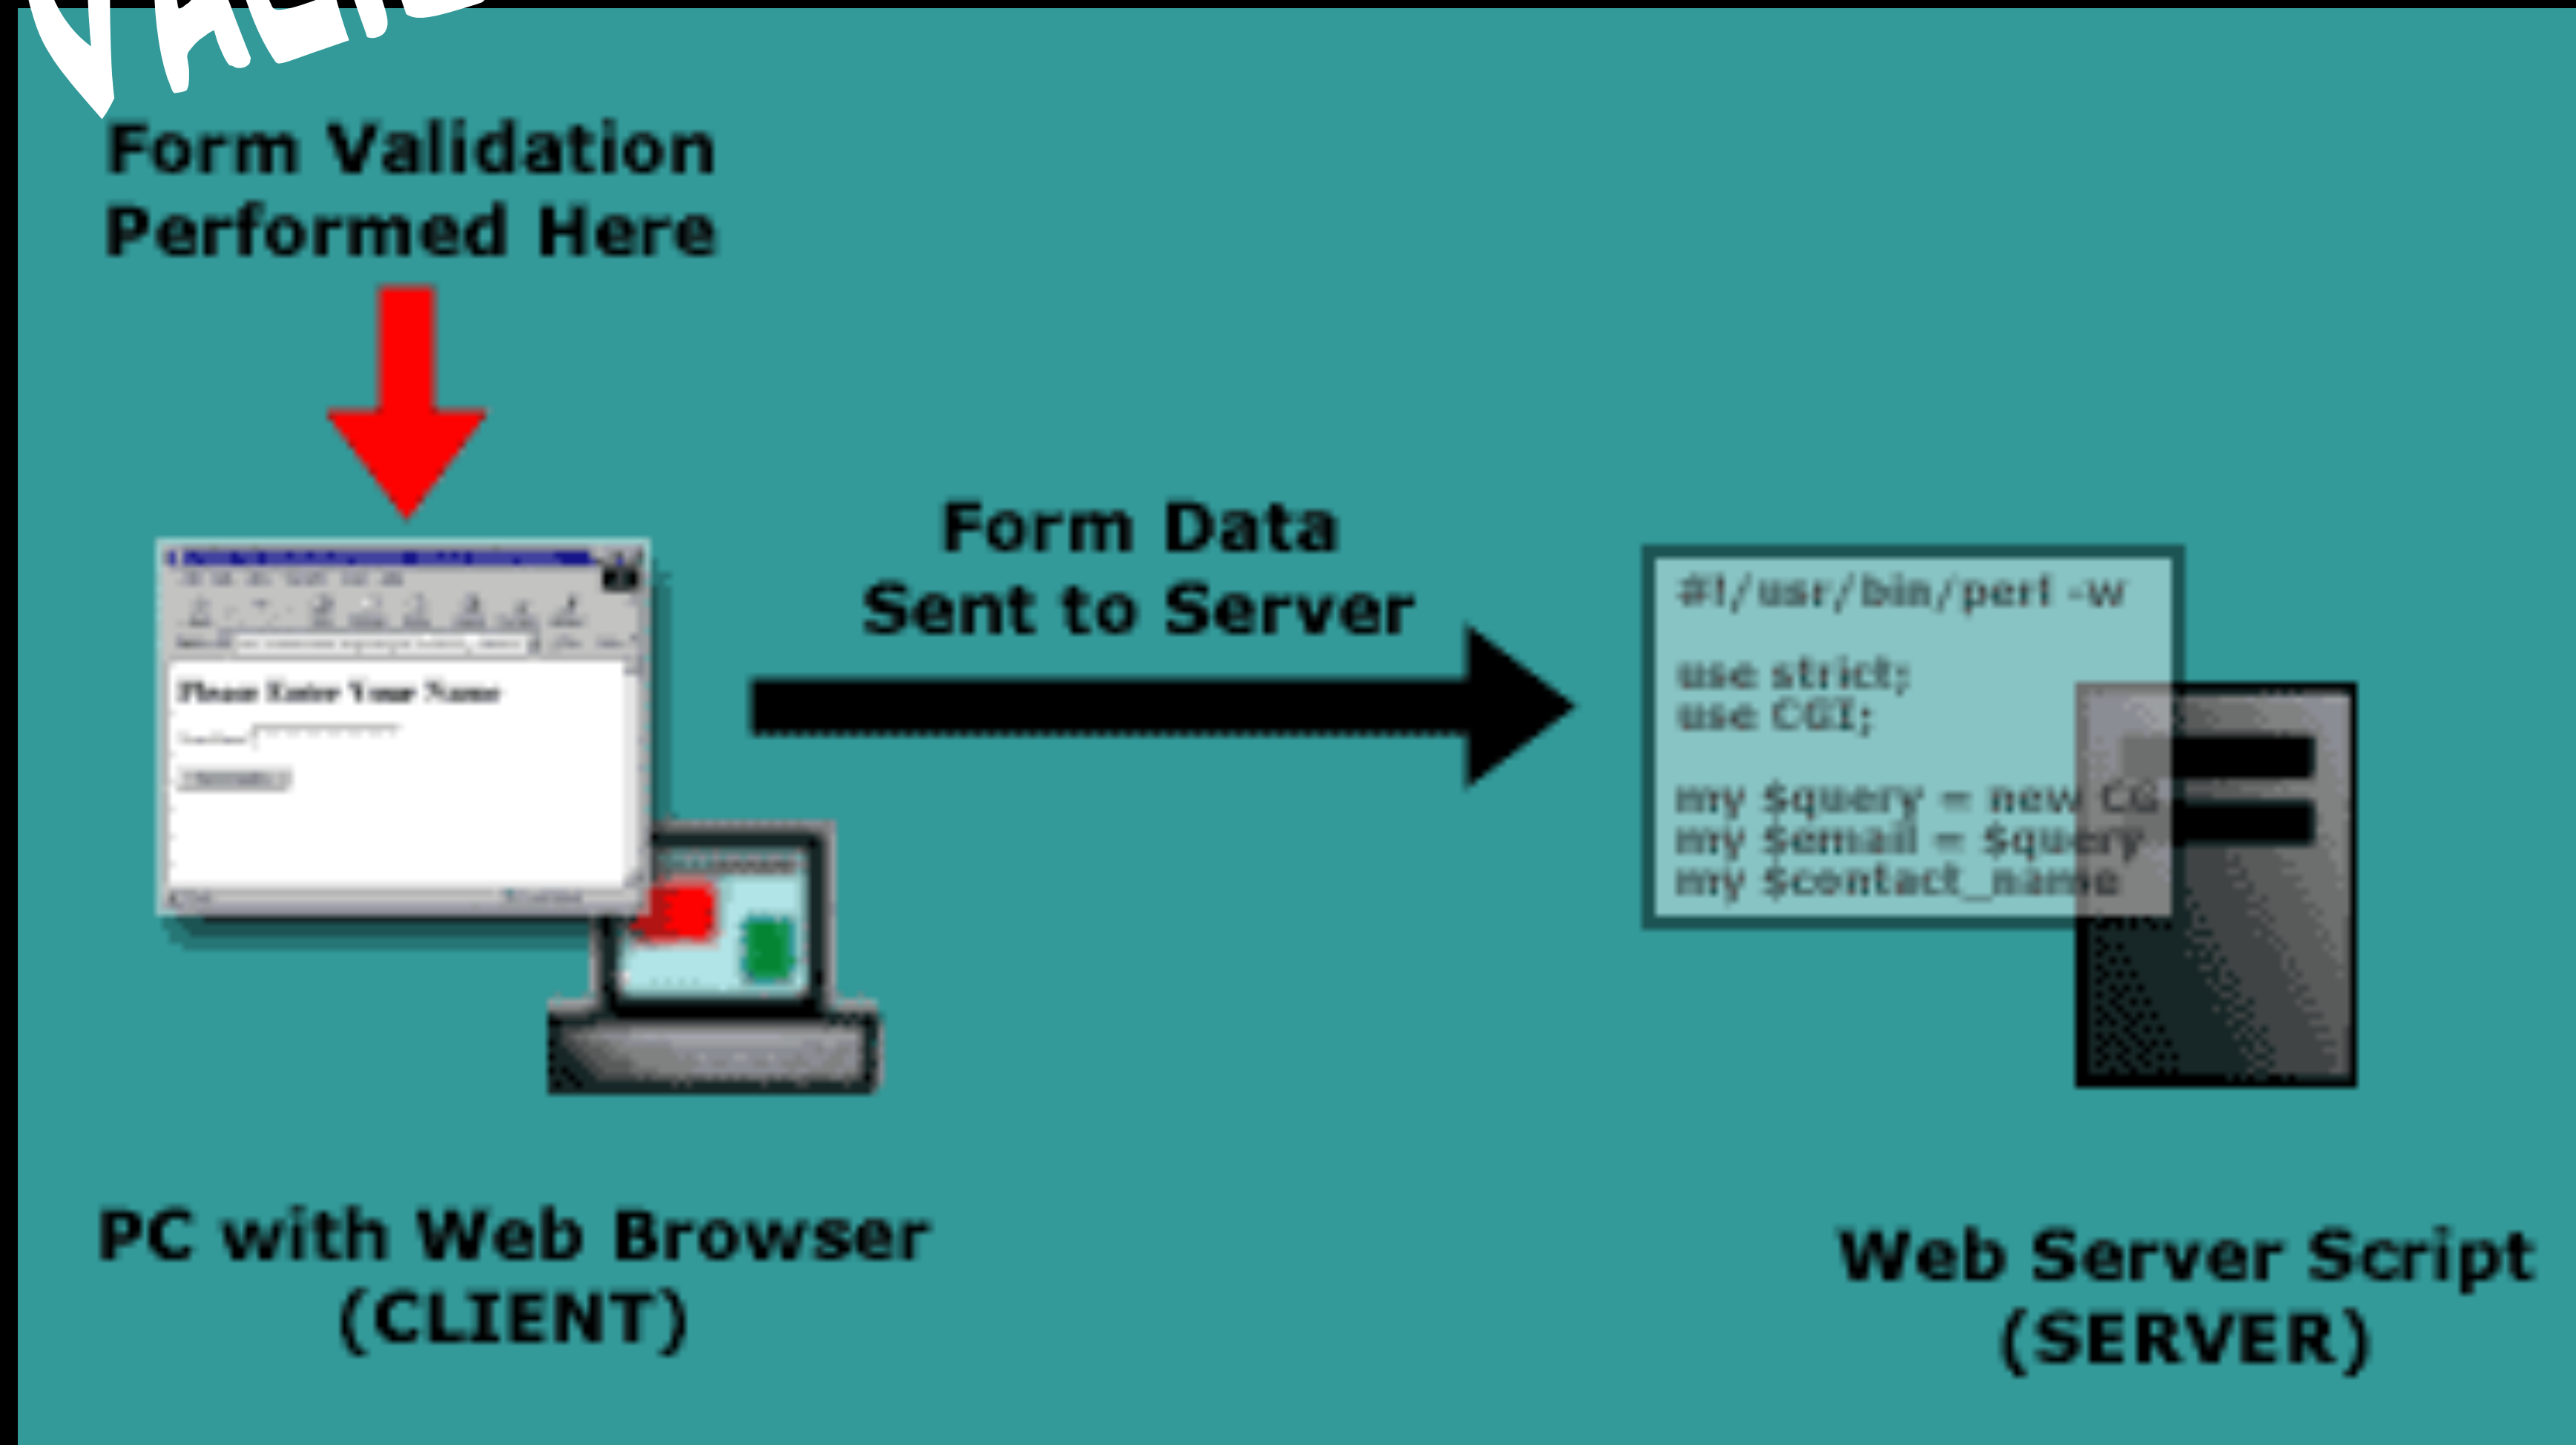 Form Validation
Performed Here
Form Data
Sent to Server
Please Enter Your Name
#!/usr/bin/perl -w
use strict;
use CGI;
my $query = new CG
my $email = $query
my $contact_name
PC with Web Browser
(CLIENT)
Web Server Script
(SERVER)